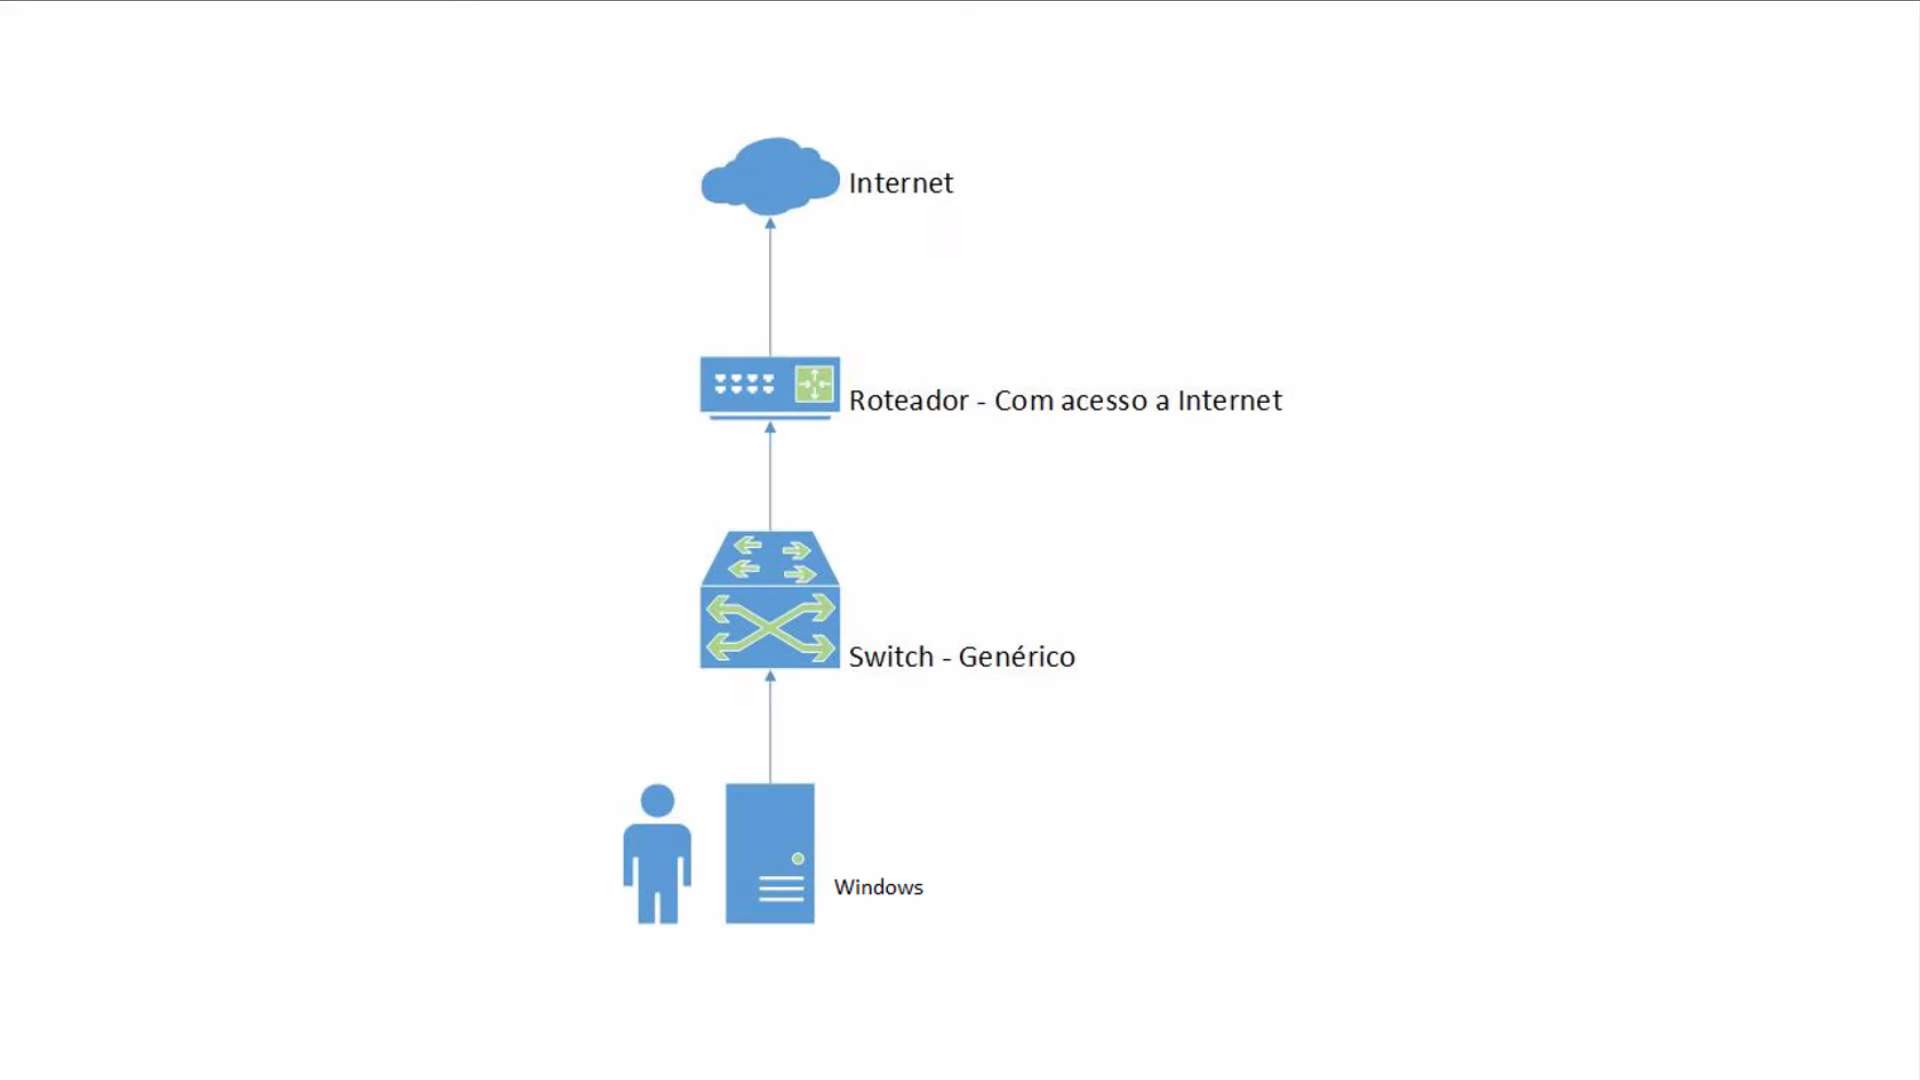 Internet
Roteador - Com acesso a Internet
Switch - Genérico
Windows